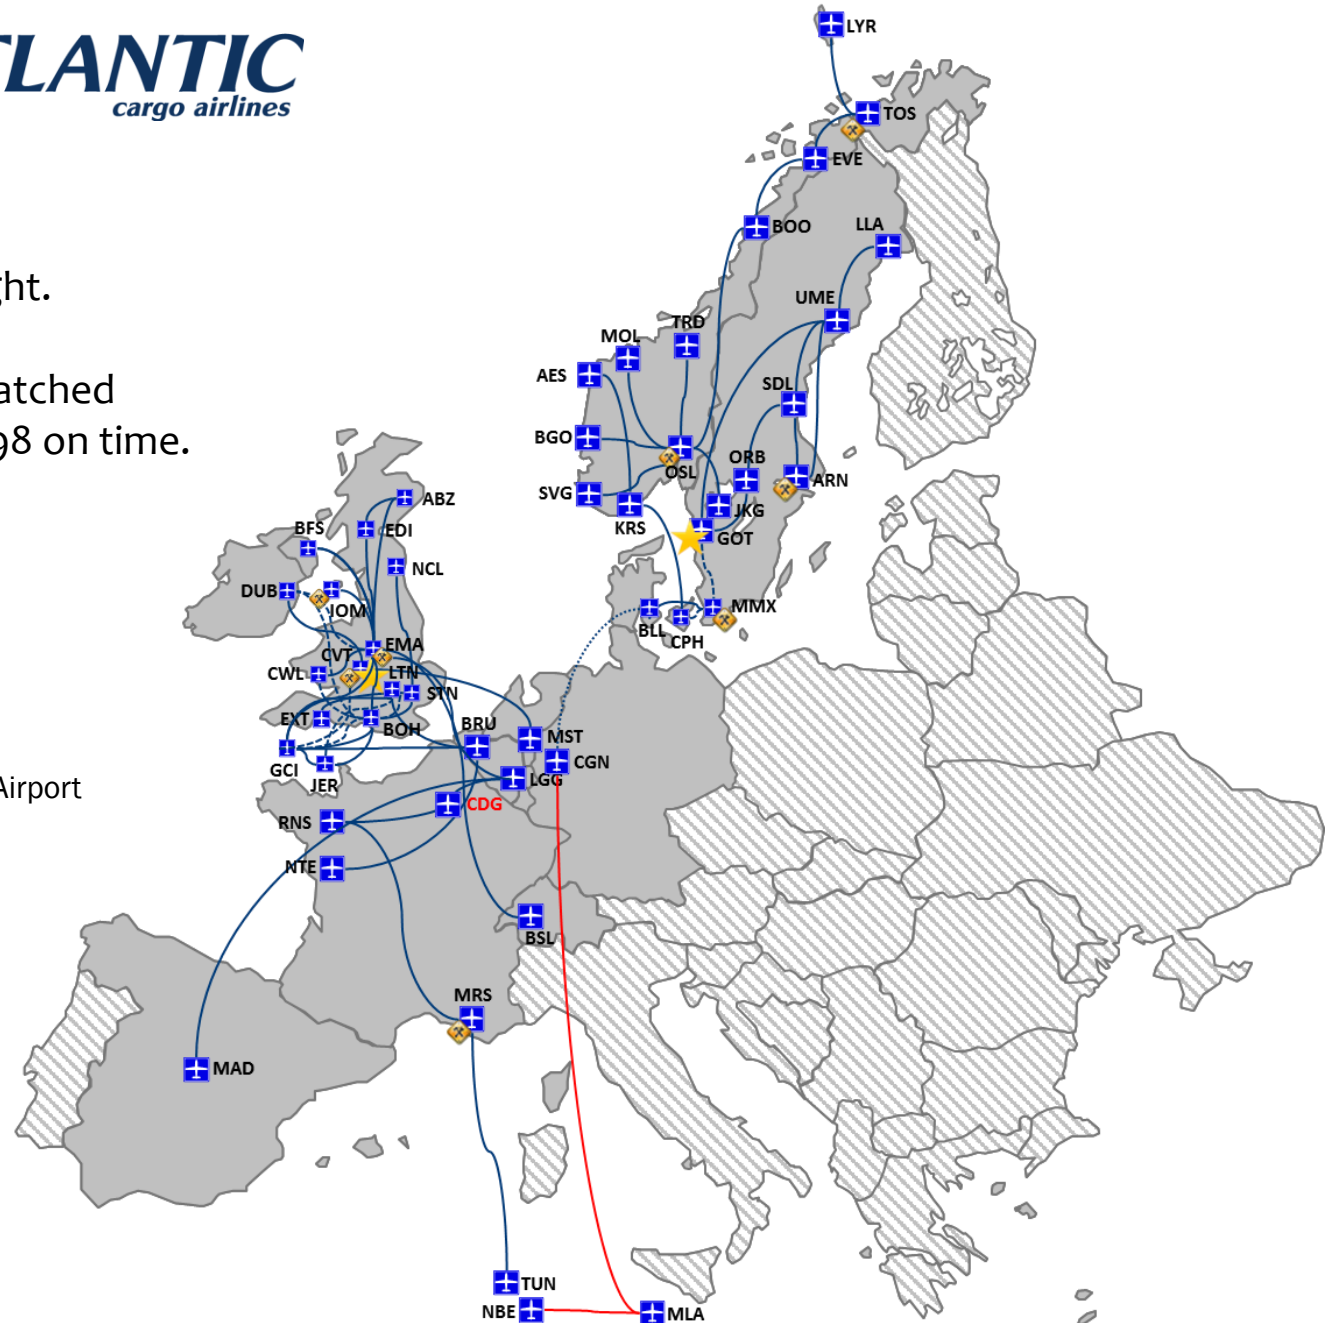 TLANTIC
cargo airlines
LYR
TOS
EVE
BOO
LLA
ght.
UME
TRD
MOL
AES
atched
SDL
98 on time.
BGO
OSL
ORB
ARN
SVG
JKG
KRS
GOT
ABZ
BFS
EDI
NCL
DUB
IOM
MMX
BLL
CPH
EMA
CVT
CWL
LTN
STN
EXT
BOH
BRU
MST
CGN
GCI
JER
LGG
Airport
CDG
RNS
NTE
BSL
MRS
MAD
TUN
NBE
MLA